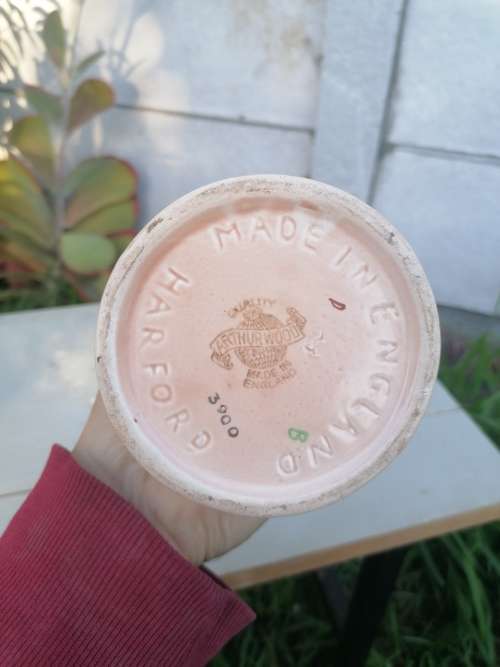 MADE IN ENGLAND
HARFORD
QUALITY
ARTHUR WOOD
MADE IN
ENGLAND
3900
B